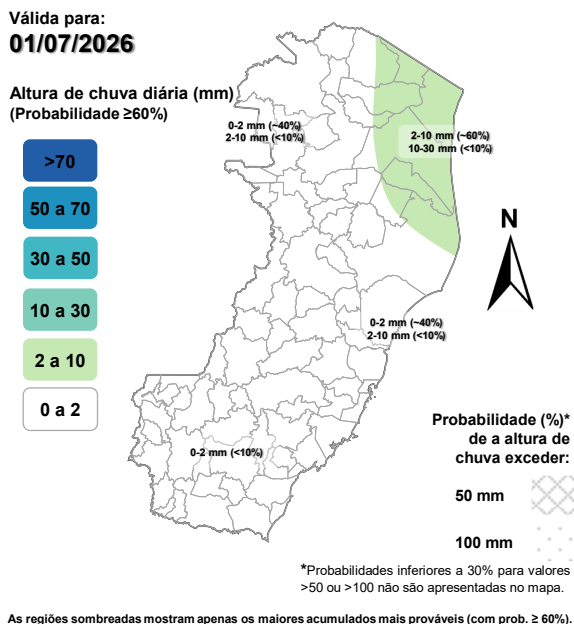 Válida para:
01/07/2026
Altura de chuva diária (mm)
(Probabilidade ≥60%)
>70
50 a 70
30 a 50
10 a 30
2 a 10
0 a 2
0-2 mm (~40%)
2-10 mm (<10%)
2-10 mm (~60%)
10-30 mm (<10%)
N
0-2 mm (~40%)
2-10 mm (<10%)
0-2 mm (<10%)
Probabilidade (%)*
de a altura de
chuva exceder:
50 mm
100 mm
*Probabilidades inferiores a 30% para valores
>50 ou >100 não são apresentadas no mapa.
As regiões sombreadas mostram apenas os maiores acumulados mais prováveis (com prob. ≥ 60%).